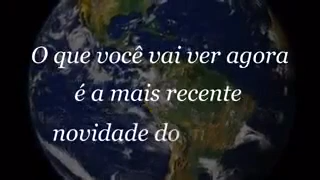 O que você vai ver agora
é a mais recente
novidade do